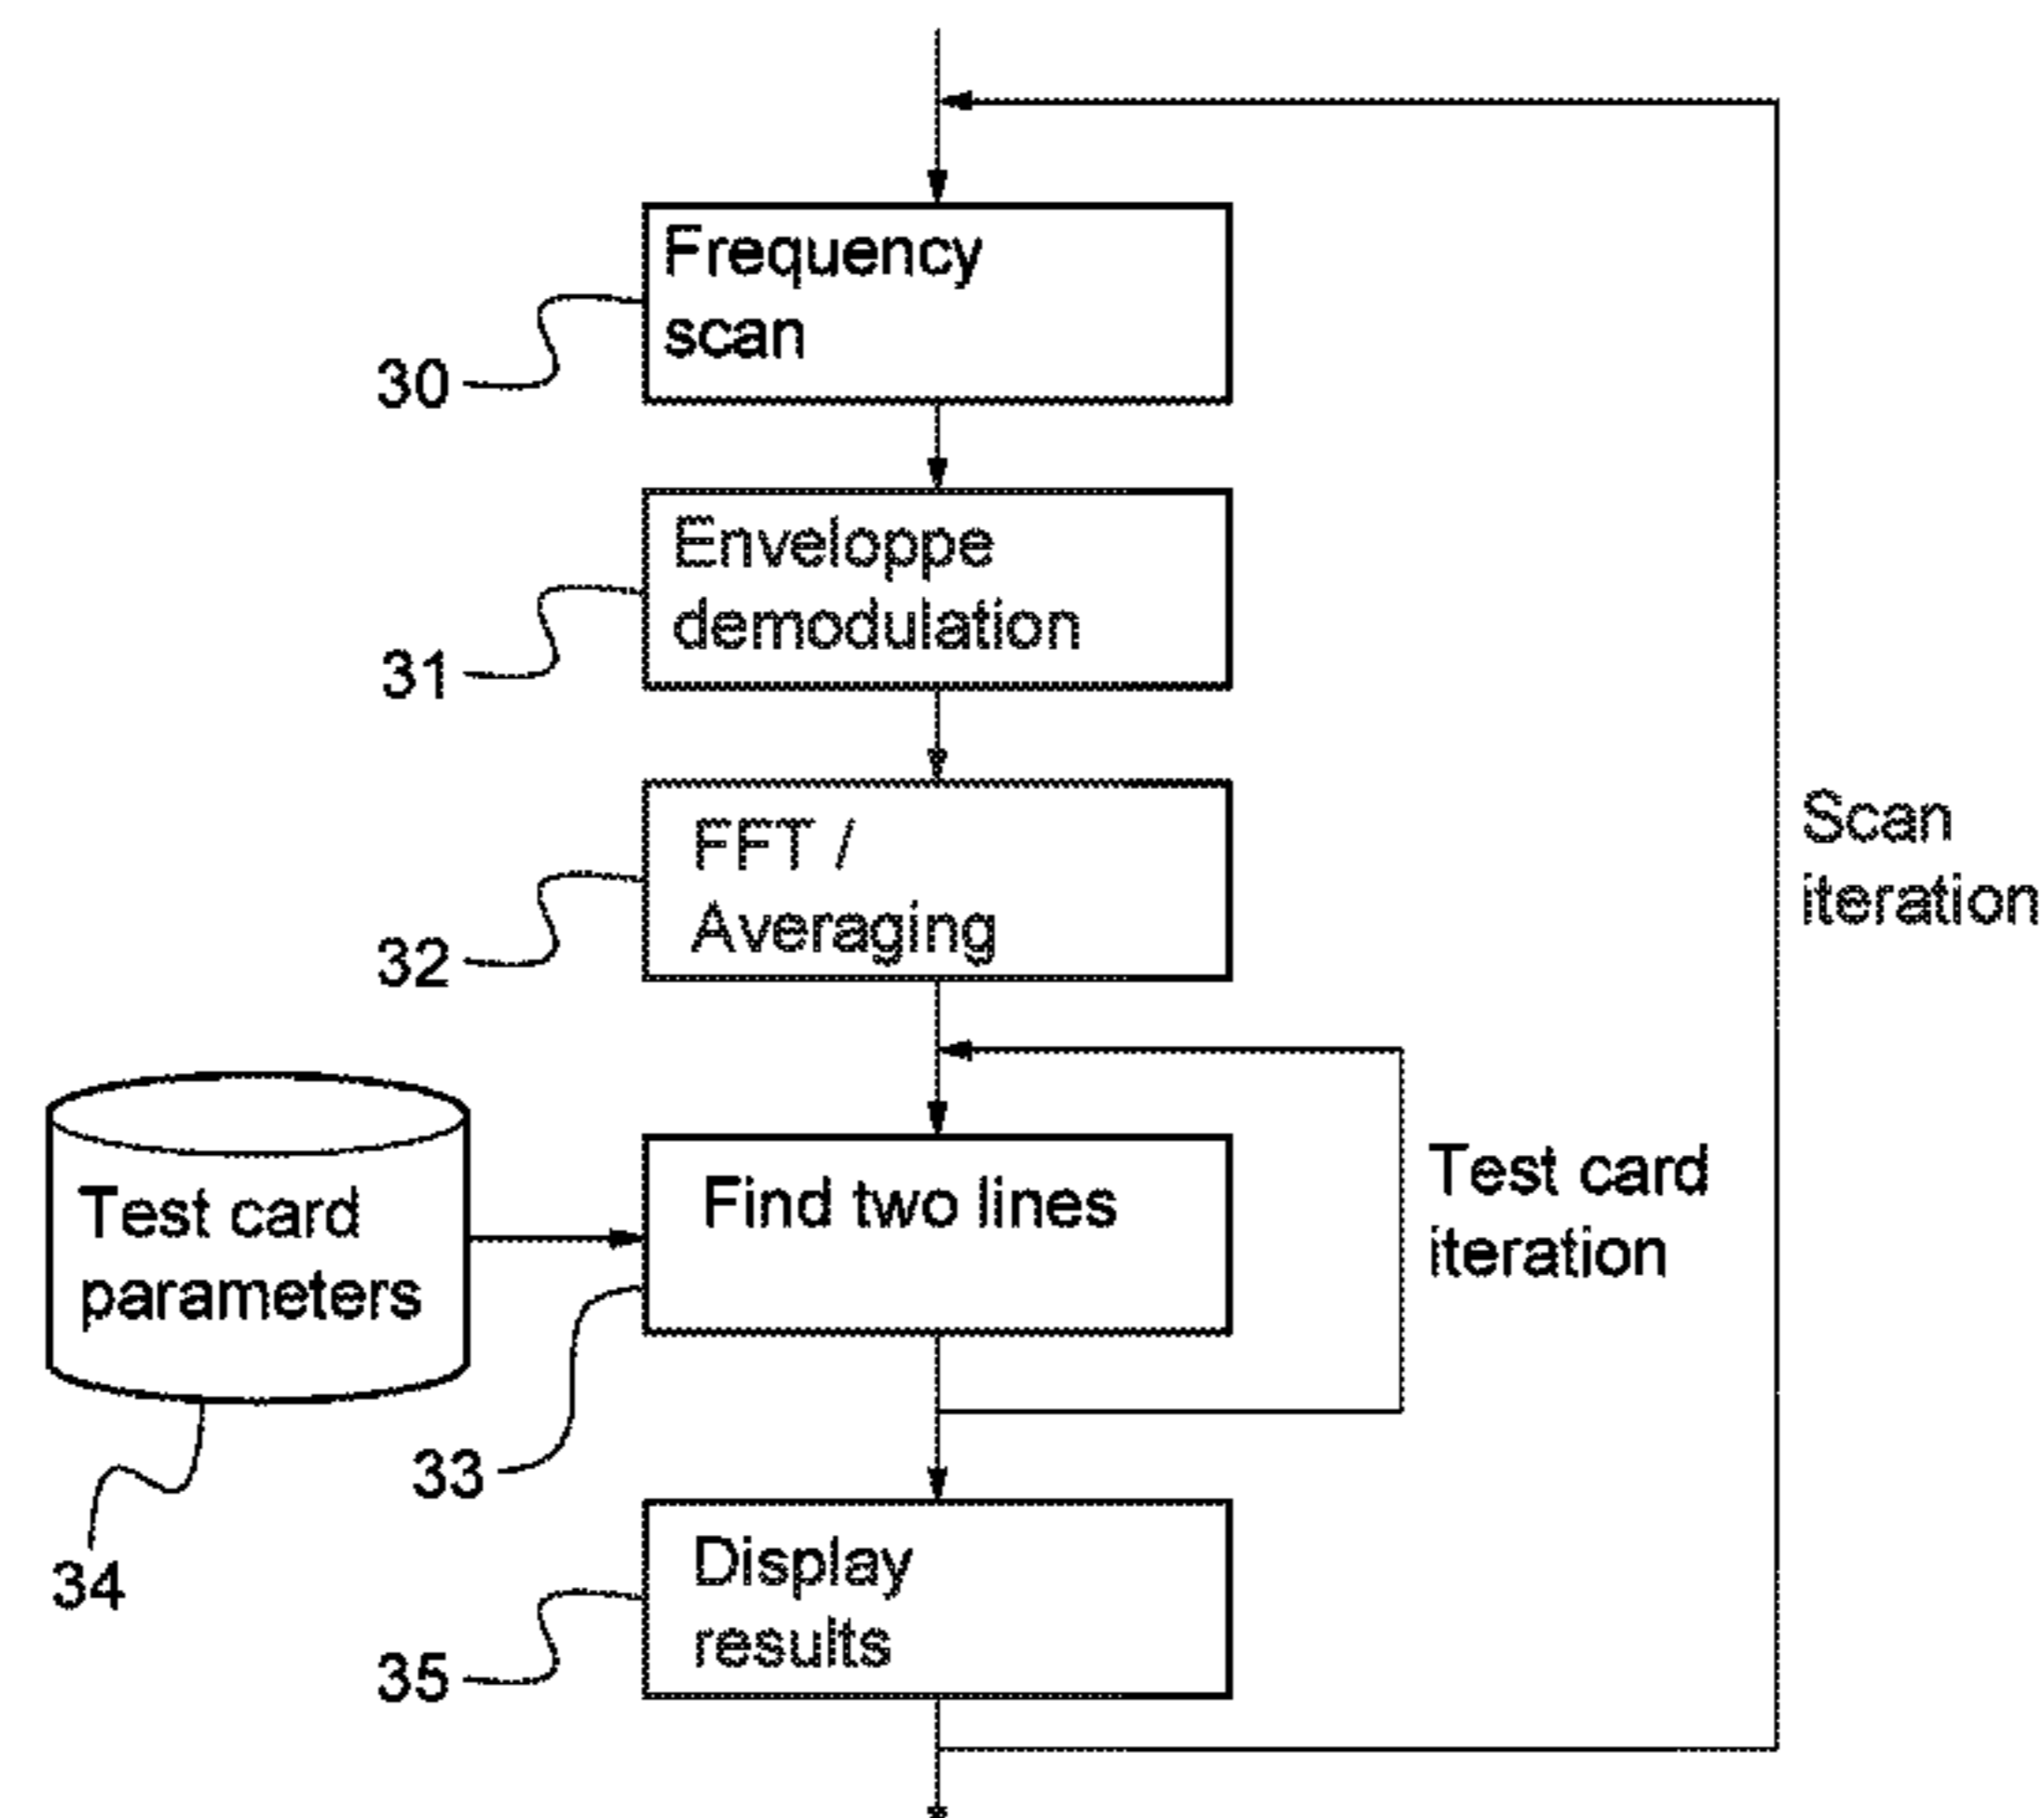 Frequency
scan
30
Enveloppe
demodulation
31
FFT /
Averaging
32
Scan
iteration
Test card
parameters
34
Find two lines
33
Test card
iteration
Display
results
35